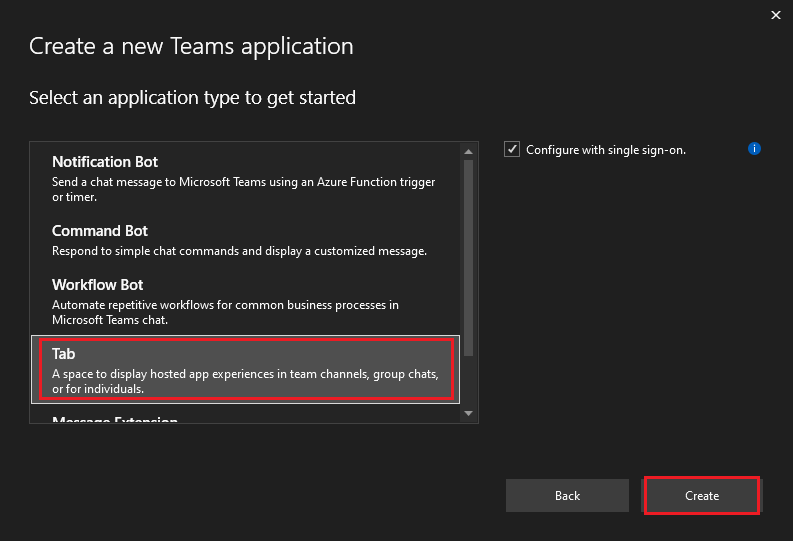 Create a new Teams application
Select an application type to get started
Notification Bot
Send a chat message to Microsoft Teams using an Azure Function trigger
or timer.
Command Bot
Respond to simple chat commands and display a customized message.
Workflow Bot
Automate repetitive workflows for common business processes in
Microsoft Teams chat.
Tab
A space to display hosted app experiences in team channels, group chats,
or for individuals.
Message Extension
Configure with single sign-on.
Back
Create